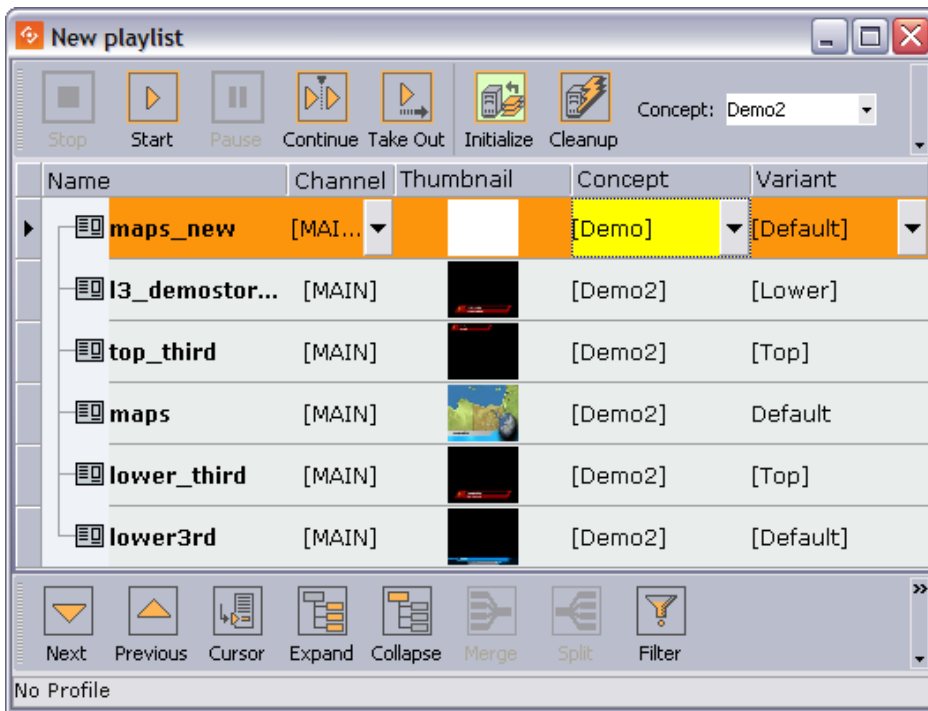 New playlist
Stop Start Pause Continue Take Out Initialize Cleanup Concept: Demo2
Name Channel Thumbnail Concept Variant
maps_new [MAI... [Demo] [Default]
l3_demostor... [MAIN] [Demo2] [Lower]
top_third [MAIN] [Demo2] [Top]
maps [MAIN] [Demo2] Default
lower_third [MAIN] [Demo2] [Top]
lower3rd [MAIN] [Demo2] [Default]
Next Previous Cursor Expand Collapse Merge Split Filter
No Profile